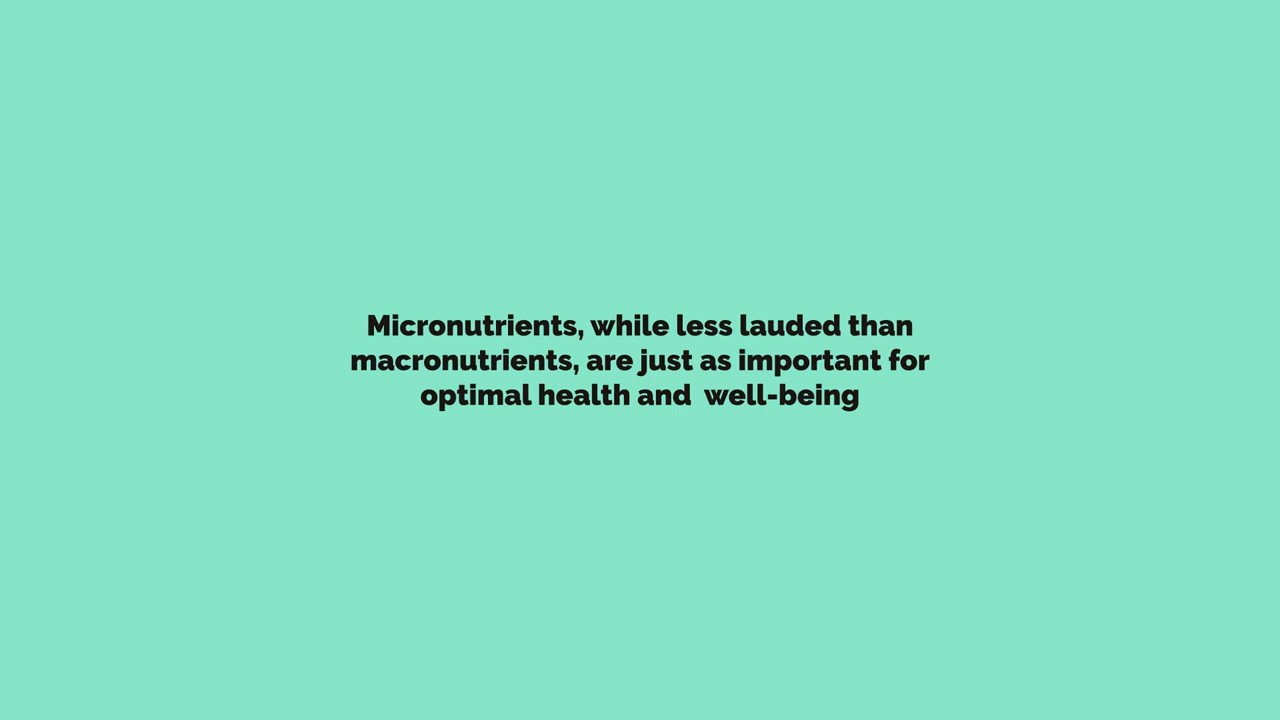 Micronutrients, while less lauded than
macronutrients, are just as important for
optimal health and  well-being